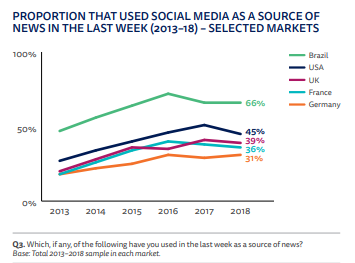 PROPORTION THAT USED SOCIAL MEDIA AS A SOURCE OF
NEWS IN THE LAST WEEK (2013–18) – SELECTED MARKETS
100%
50%
0%
Brazil
USA
UK
France
Germany
66%
45%
39%
36%
31%
2013 2014 2015 2016 2017 2018
Q3. Which, if any, of the following have you used in the last week as a source of news?
Base: Total 2013–2018 sample in each market.